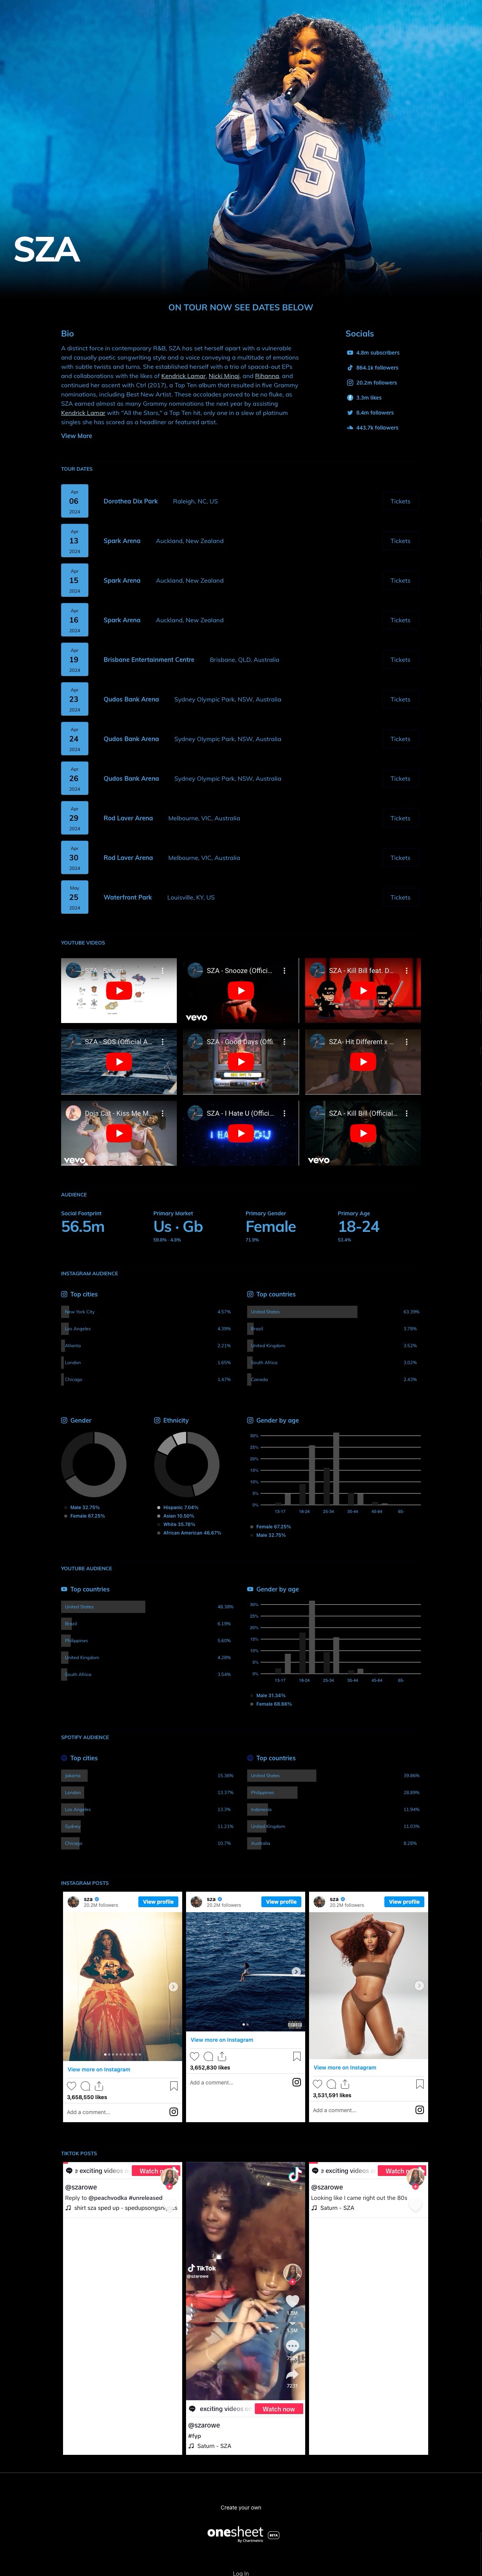 S
SZA
ON TOUR NOW SEE DATES BELOW
Bio
A distinct force in contemporary R&B, SZA has set herself apart with a vulnerable
and casually poetic songwriting style and a voice conveying a multitude of emotions
with subtle twists and turns. She established herself with a trio of spaced-out EPs
and collaborations with the likes of Kendrick Lamar, Nicki Minaj, and Rihanna, and
continued her ascent with Ctrl (2017), a Top Ten album that resulted in five Grammy
nominations, including Best New Artist. These accolades proved to be no fluke, as
SZA earned almost as many Grammy nominations the next year by assisting
Kendrick Lamar with "All the Stars," a Top Ten hit, only one in a slew of platinum
singles she has scored as a headliner or featured artist.
View More
Socials
4.8m subscribers
864.1k followers
20.2m followers
3.3m likes
8.4m followers
443.7k followers
TOUR DATES
Apr 06 2024 Dorothea Dix Park Raleigh, NC, US Tickets
Apr 13 2024 Spark Arena Auckland, New Zealand Tickets
Apr 15 2024 Spark Arena Auckland, New Zealand Tickets
Apr 16 2024 Spark Arena Auckland, New Zealand Tickets
Apr 19 2024 Brisbane Entertainment Centre Brisbane, QLD, Australia Tickets
Apr 23 2024 Qudos Bank Arena Sydney Olympic Park, NSW, Australia Tickets
Apr 24 2024 Qudos Bank Arena Sydney Olympic Park, NSW, Australia Tickets
Apr 26 2024 Qudos Bank Arena Sydney Olympic Park, NSW, Australia Tickets
Apr 29 2024 Rod Laver Arena Melbourne, VIC, Australia Tickets
Apr 30 2024 Rod Laver Arena Melbourne, VIC, Australia Tickets
May 25 2024 Waterfront Park Louisville, KY, US Tickets
YOUTUBE VIDEOS
SZA - Snooze (Offici...
SZA - Kill Bill feat. D...
vevo
SZA - SOS (Official A...
SZA - Good Days (Offi...
SZA- Hit Different x ...
Doja Cat - Kiss Me M...
SZA - I Hate U (Offici...
SZA - Kill Bill (Official...
vevo
vevo
AUDIENCE
Social Footprint
56.5m
Primary Market
Us · Gb
59.8% · 4.8%
Primary Gender
Female
71.9%
Primary Age
18-24
53.4%
INSTAGRAM AUDIENCE
Top cities
New York City 4.57%
Los Angeles 4.39%
Atlanta 2.21%
London 1.65%
Chicago 1.47%
Top countries
United States 63.39%
Brazil 3.78%
United Kingdom 3.52%
South Africa 3.02%
Canada 2.43%
Gender
Male 32.75%
Female 67.25%
Ethnicity
Hispanic 7.04%
Asian 10.50%
White 35.78%
African American 46.67%
Gender by age
30%
25%
20%
15%
10%
5%
0%
13-17 18-24 25-34 35-44 45-64 65-
Female 67.25%
Male 32.75%
YOUTUBE AUDIENCE
Top countries
United States 48.38%
Brazil 6.19%
Philippines 5.60%
United Kingdom 4.28%
South Africa 3.54%
Gender by age
30%
25%
20%
15%
10%
5%
0%
13-17 18-24 25-34 35-44 45-64 65-
Male 31.34%
Female 68.66%
SPOTIFY AUDIENCE
Top cities
Jakarta 15.36%
London 13.37%
Los Angeles 13.3%
Sydney 11.21%
Chicago 10.7%
Top countries
United States 39.86%
Philippines 28.89%
Indonesia 11.94%
United Kingdom 11.03%
Australia 8.28%
INSTAGRAM POSTS
sza
20.2M followers
View profile
View more on Instagram
3,658,550 likes
Add a comment...
sza
20.2M followers
View profile
View more on Instagram
3,652,830 likes
Add a comment...
sza
20.2M followers
View profile
View more on Instagram
3,531,591 likes
Add a comment...
TIKTOK POSTS
exciting videos
@szarowe
Reply to @peachvodka #unreleased
shirt sza sped up - spedupsongsn
TikTok
@szarowe
exciting videos
Watch now
@szarowe
#fyp
Saturn - SZA
exciting videos
@szarowe
Looking like I came right out the 80s
Saturn - SZA
Create your own
onesheet
BETA
By Chartmetric
Log In